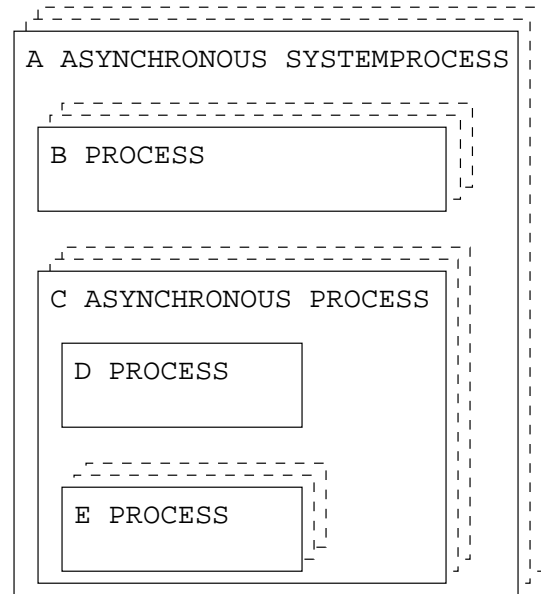 A ASYNCHRONOUS SYSTEMPROCESS
B PROCESS
C ASYNCHRONOUS PROCESS
D PROCESS
E PROCESS